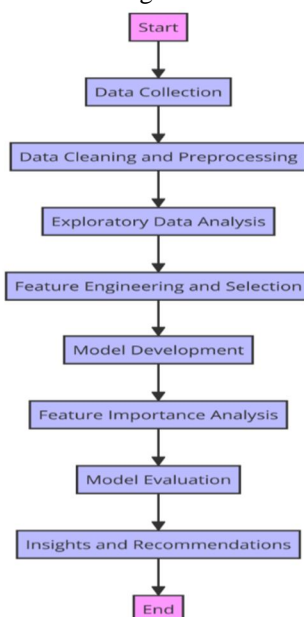 Start
Data Collection
Data Cleaning and Preprocessing
Exploratory Data Analysis
Feature Engineering and Selection
Model Development
Feature Importance Analysis
Model Evaluation
Insights and Recommendations
End